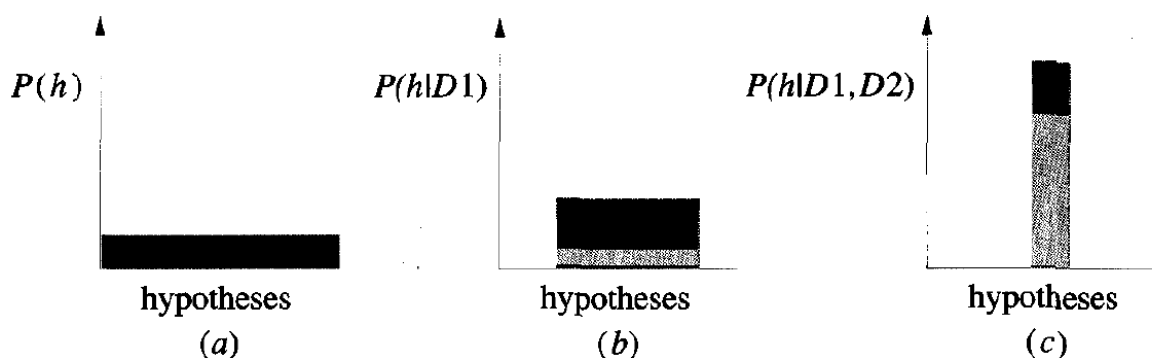 P(h)
hypotheses
(a)
P(h|D1)
hypotheses
(b)
P(h|D1,D2)
hypotheses
(c)